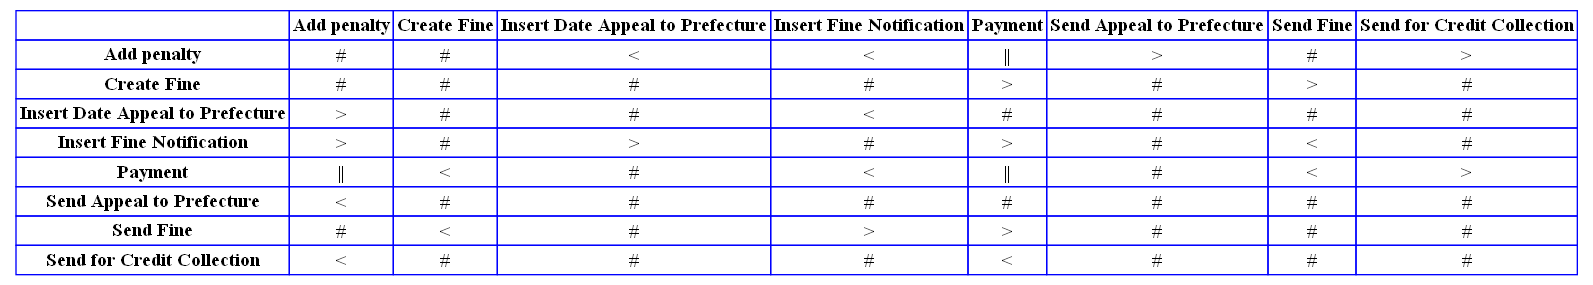 Add penalty Create Fine Insert Date Appeal to Prefecture Insert Fine Notification Payment Send Appeal to Prefecture Send Fine Send for Credit Collection
Add penalty # # < < || > # >
Create Fine # # # # > # > #
Insert Date Appeal to Prefecture > # # < # # # #
Insert Fine Notification > # > # > # < #
Payment || < # < || # < >
Send Appeal to Prefecture < # # # # # # #
Send Fine # < # > > # # #
Send for Credit Collection < # # # < # # #